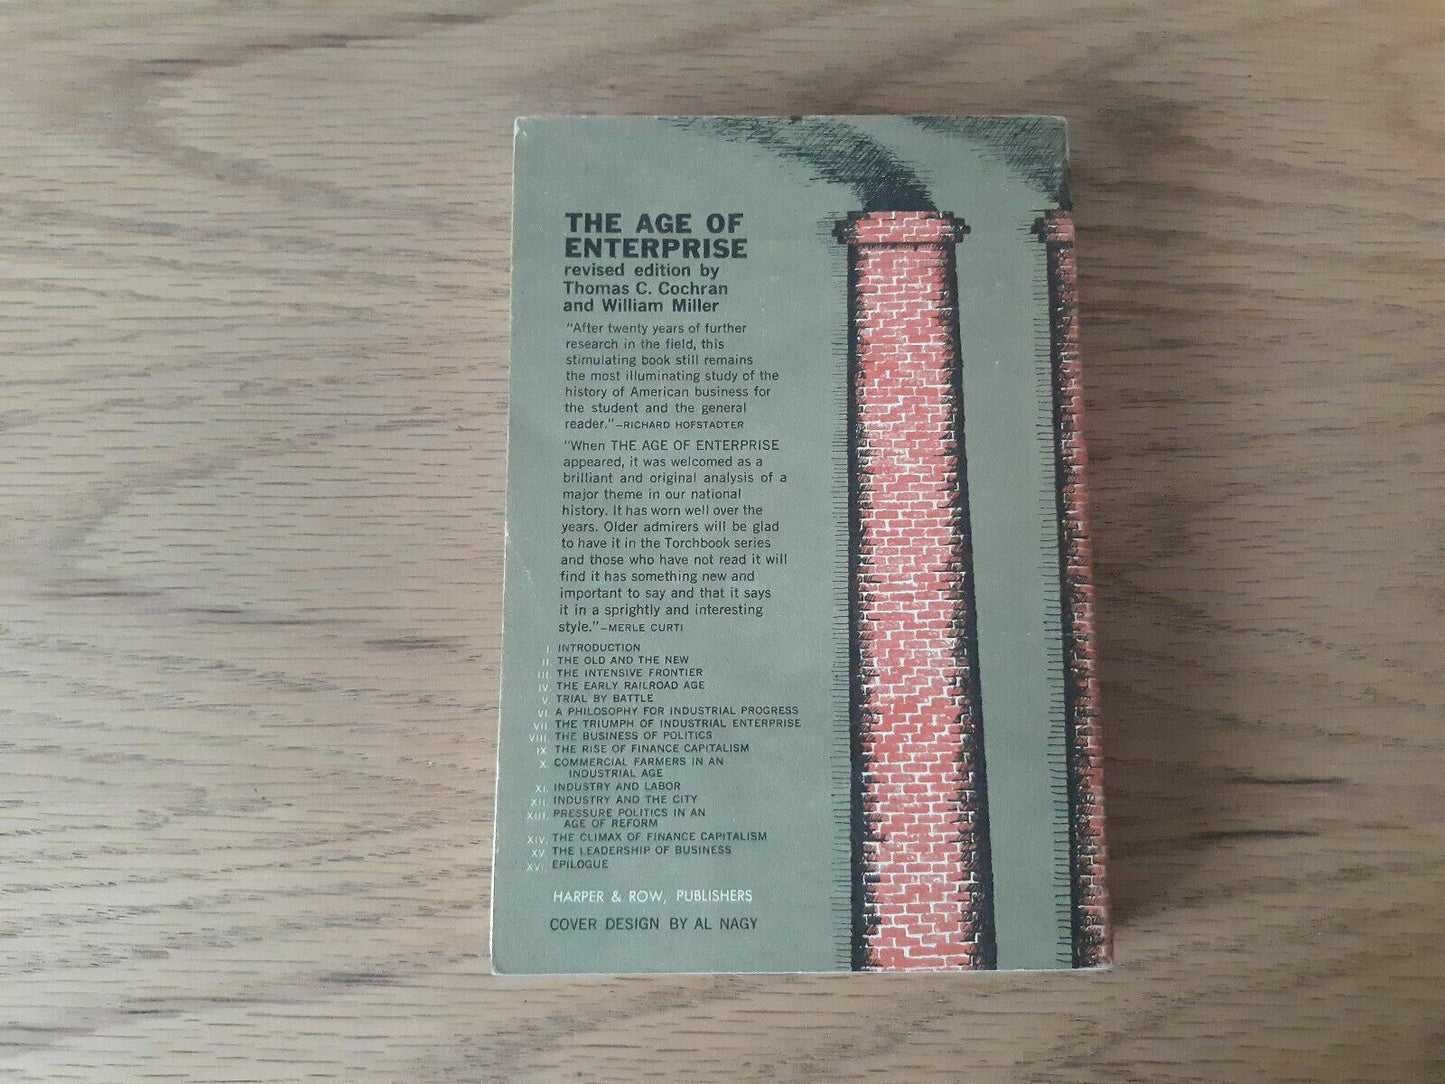 THE AGE OF
ENTERPRISE
revised edition by
Thomas C. Cochran
and William Miller
"After twenty years of further
research in the field, this
stimulating book still remains
the most illuminating study of the
history of American business for
the student and the general
reader."—RICHARD HOFSTADTER
"When THE AGE OF ENTERPRISE
appeared, it was welcomed as a
brilliant and original analysis of a
major theme in our national
history. It has worn well over the
years. Older admirers will be glad
to have it in the Torchbook series
and those who have not read it will
find it has something new and
important to say and that it says
it in a sprightly and interesting
style."—MERLE CURTI
I. INTRODUCTION
II. THE OLD AND THE NEW
III. THE INTENSIVE FRONTIER
IV. THE EARLY RAILROAD AGE
V. TRIAL BY BATTLE
VI. A PHILOSOPHY FOR INDUSTRIAL PROGRESS
VII. THE TRIUMPH OF INDUSTRIAL ENTERPRISE
VIII. THE BUSINESS OF POLITICS
IX. THE RISE OF FINANCE CAPITALISM
X. COMMERCIAL FARMERS IN AN
INDUSTRIAL AGE
XI. INDUSTRY AND LABOR
XII. INDUSTRY AND THE CITY
XIII. PRESSURE POLITICS IN AN
AGE OF REFORM
XIV. THE CLIMAX OF FINANCE CAPITALISM
XV. THE LEADERSHIP OF BUSINESS
XVI. EPILOGUE
HARPER & ROW, PUBLISHERS
COVER DESIGN BY AL NAGY